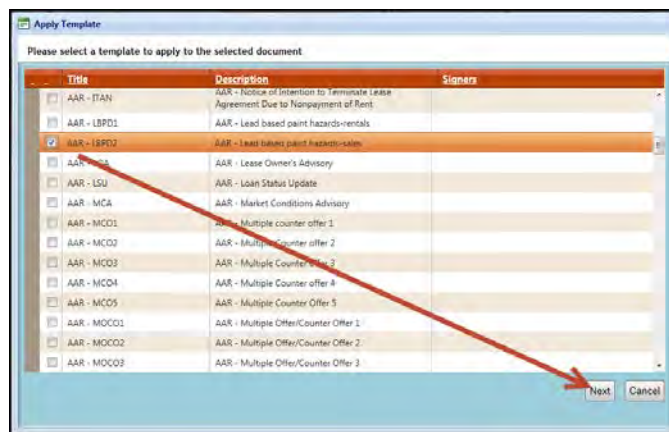 Apply Template
Please select a template to apply to the selected document
Title Description Signers
AAR - ITAN AAR - Notice of Intention to Terminate Lease
Agreement Due to Nonpayment of Rent
AAR - LBPD1 AAR - Lead based paint hazards-rentals
AAR - LBPD2 AAR - Lead based paint hazards-sales
AAR - AAR - Lease Owner's Advisory
AAR - LSU AAR - Loan Status Update
AAR - MCA AAR - Market Conditions Advisory
AAR - MCO1 AAR - Multiple counter offer 1
AAR - MCO2 AAR - Multiple Counter offer 2
AAR - MCO3 AAR - Multiple Counter offer 3
AAR - MCO4 AAR - Multiple Counter offer 4
AAR - MCO5 AAR - Multiple Counter Offer 5
AAR - MOCO1 AAR - Multiple Offer/Counter Offer 1
AAR - MOCO2 AAR - Multiple Offer/Counter Offer 2
AAR - MOCO3 AAR - Multiple Offer/Counter Offer 3
Next Cancel